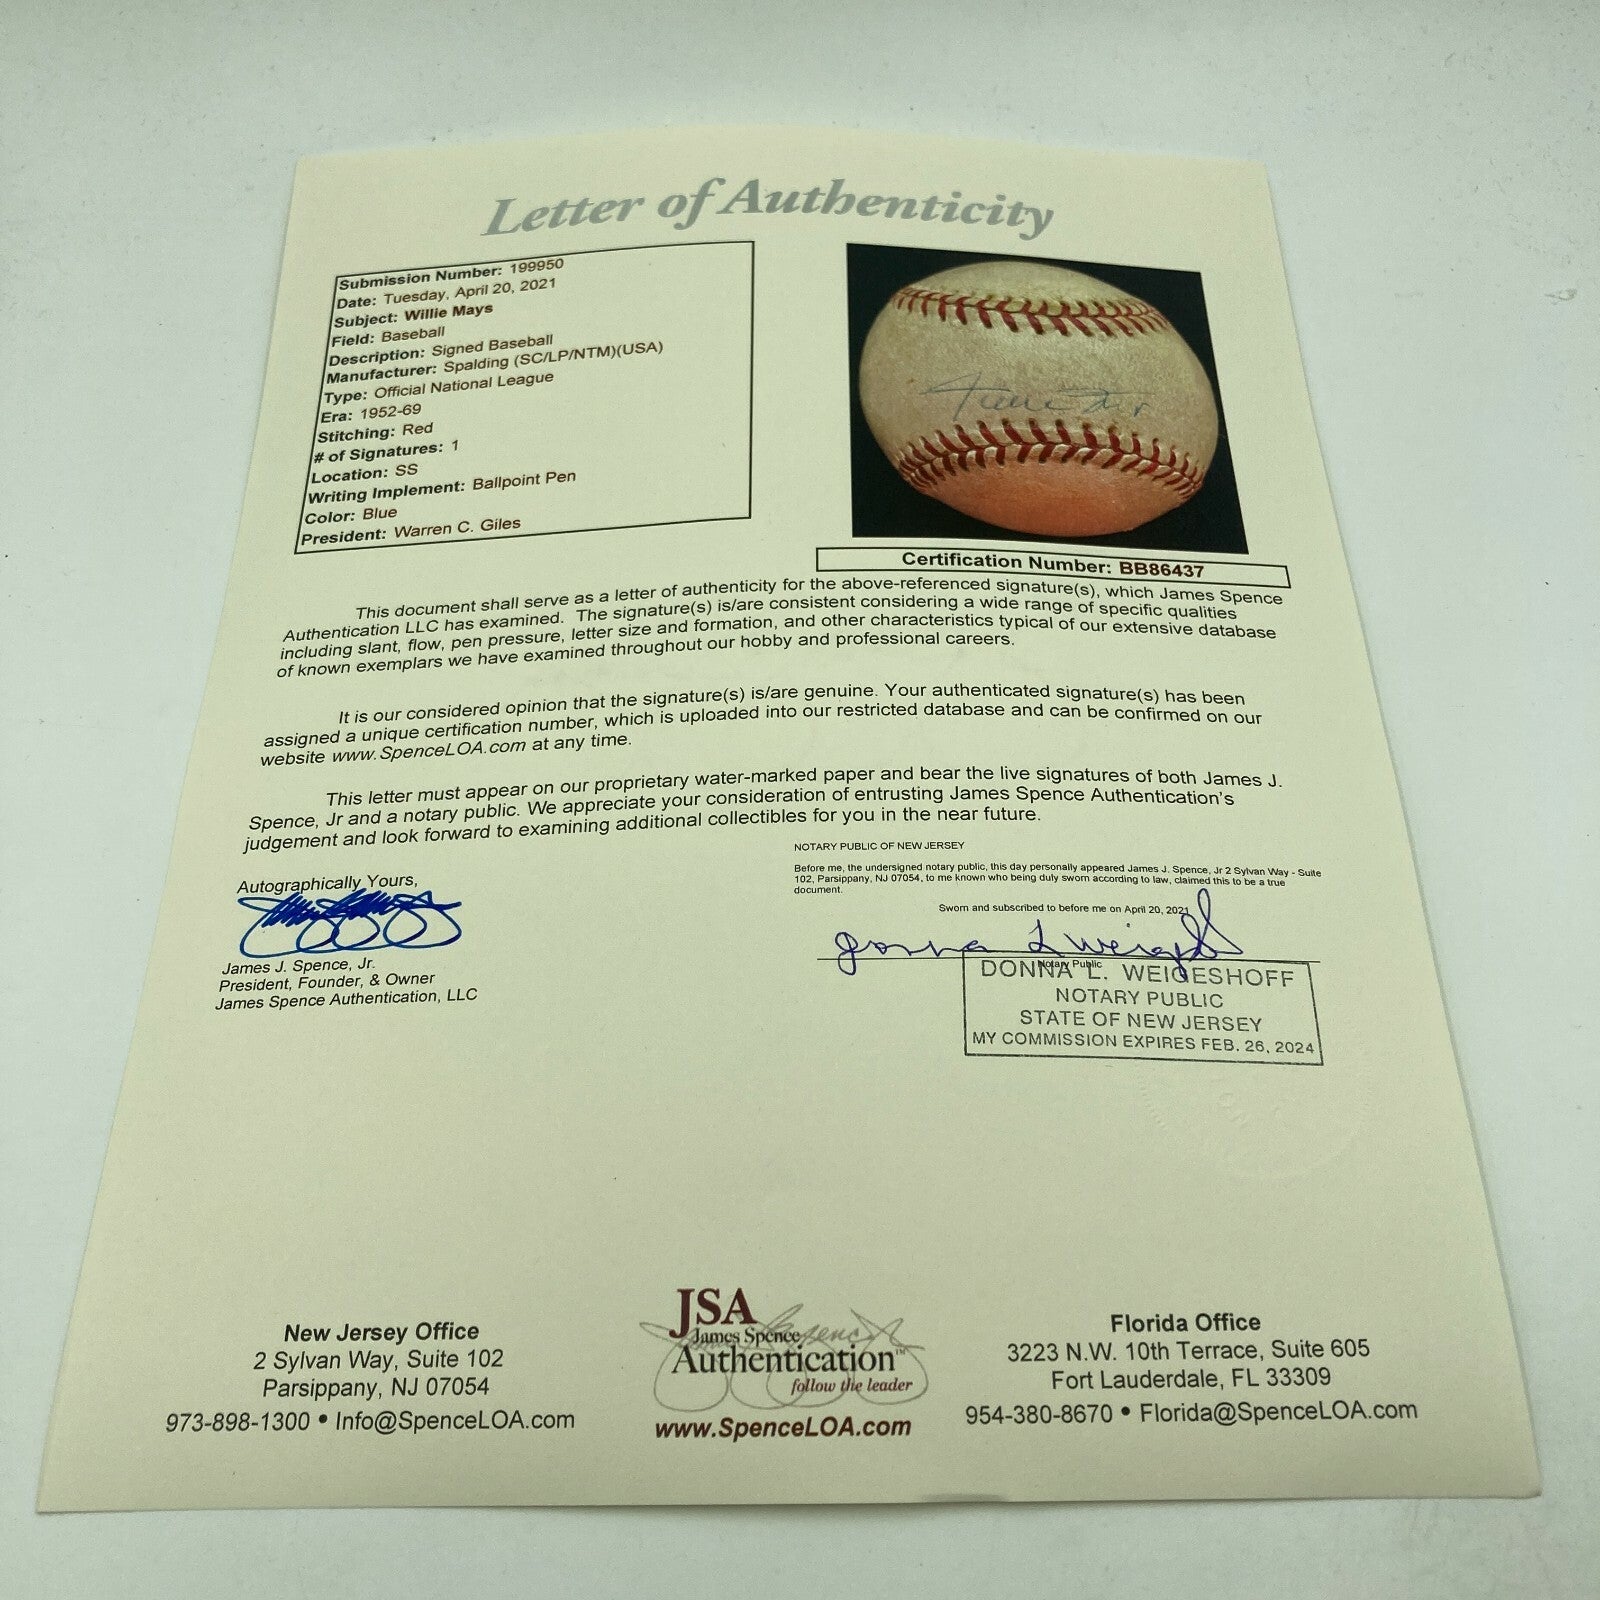 Letter of Authenticity
Submission Number: 199950
Date: Tuesday, April 20, 2021
Subject: Willie Mays
Field: Baseball
Description: Signed Baseball
Manufacturer: Spalding (SC/LP/NTM)(USA)
Type: Official National League
Era: 1952-69
Stitching: Red
# of Signatures: 1
Location: SS
Writing Implement: Ballpoint Pen
Color: Blue
President: Warren C. Giles
Certification Number: BB86437
This document shall serve as a letter of authenticity for the above-referenced signature(s), which James Spence
Authentication LLC has examined. The signature(s) is/are consistent considering a wide range of specific qualities
including slant, flow, pen pressure, letter size and formation, and other characteristics typical of our extensive database
of known exemplars we have examined throughout our hobby and professional careers.
It is our considered opinion that the signature(s) is/are genuine. Your authenticated signature(s) has been
assigned a unique certification number, which is uploaded into our restricted database and can be confirmed on our
website www.SpenceLOA.com at any time.
This letter must appear on our proprietary water-marked paper and bear the live signatures of both James J.
Spence, Jr and a notary public. We appreciate your consideration of entrusting James Spence Authentication's
judgement and look forward to examining additional collectibles for you in the near future.
NOTARY PUBLIC OF NEW JERSEY
Before me, the undersigned notary public, this day personally appeared James J. Spence, Jr 2 Sylvan Way - Suite
102, Parsippany, NJ 07054, to me known who being duly sworn according to law, claimed this to be a true
document.
Sworn and subscribed to before me on April 20, 2021
Autographically Yours,
James J. Spence, Jr.
President, Founder, & Owner
James Spence Authentication, LLC
Donna L Weigeshoff
Notary Public
DONNA L. WEIGESHOFF
NOTARY PUBLIC
STATE OF NEW JERSEY
MY COMMISSION EXPIRES FEB. 26, 2024
New Jersey Office
2 Sylvan Way, Suite 102
Parsippany, NJ 07054
973-898-1300 • Info@SpenceLOA.com
JSA
James Spence
Authentication™
follow the leader
www.SpenceLOA.com
Florida Office
3223 N.W. 10th Terrace, Suite 605
Fort Lauderdale, FL 33309
954-380-8670 • Florida@SpenceLOA.com